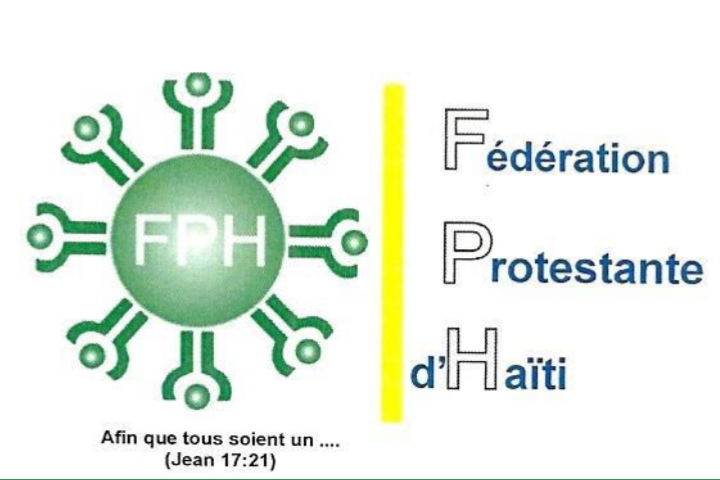 FPH
Afin que tous soient un ....
(Jean 17:21)
Fédération
Protestante
d'Haïti